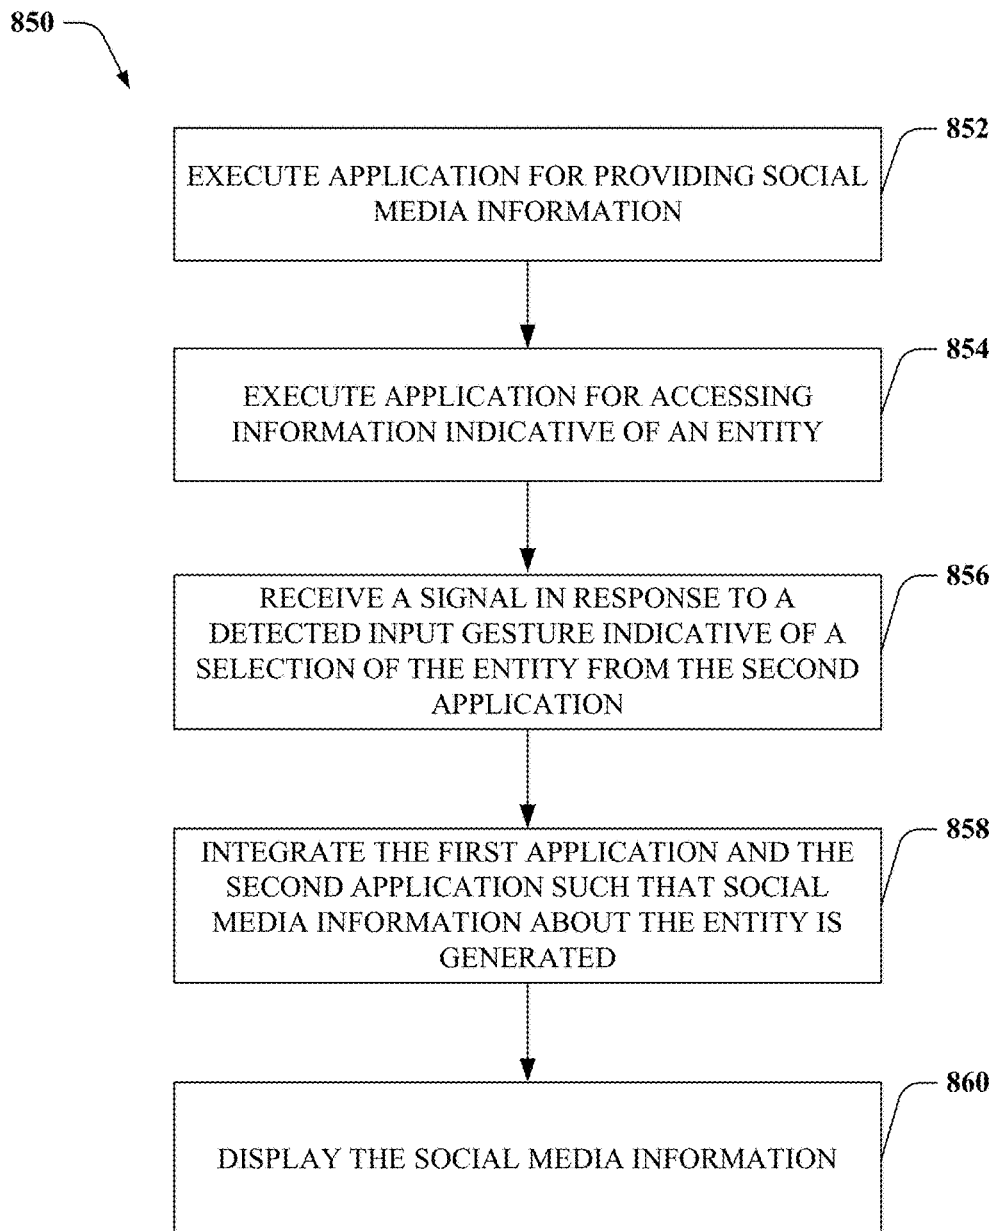 850
852
EXECUTE APPLICATION FOR PROVIDING SOCIAL
MEDIA INFORMATION
854
EXECUTE APPLICATION FOR ACCESSING
INFORMATION INDICATIVE OF AN ENTITY
856
RECEIVE A SIGNAL IN RESPONSE TO A
DETECTED INPUT GESTURE INDICATIVE OF A
SELECTION OF THE ENTITY FROM THE SECOND
APPLICATION
858
INTEGRATE THE FIRST APPLICATION AND THE
SECOND APPLICATION SUCH THAT SOCIAL
MEDIA INFORMATION ABOUT THE ENTITY IS
GENERATED
860
DISPLAY THE SOCIAL MEDIA INFORMATION